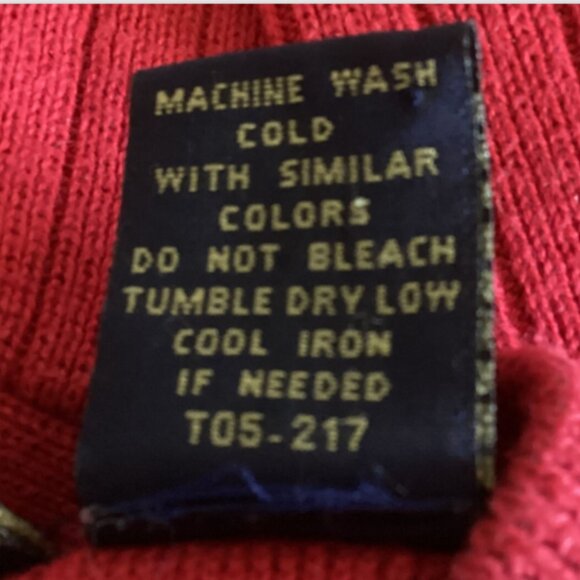 MACHINE WASH
COLD
WITH SIMILAR
COLORS
DO NOT BLEACH
TUMBLE DRY LOW
COOL IRON
IF NEEDED
T05-217